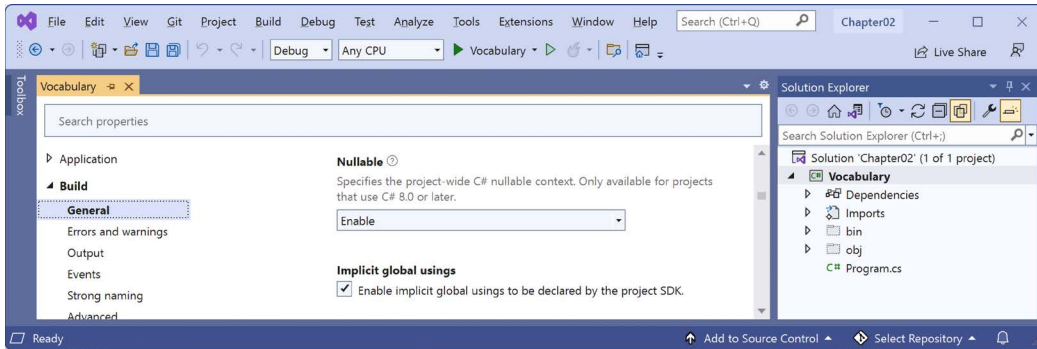 File Edit View Git Project Build Debug Test Analyze Tools Extensions Window Help Search (Ctrl+Q) Chapter02
Debug Any CPU Vocabulary Live Share
Toolbox
Vocabulary
Search properties
Application
Build
General
Errors and warnings
Output
Events
Strong naming
Advanced
Nullable
Specifies the project-wide C# nullable context. Only available for projects
that use C# 8.0 or later.
Enable
Implicit global usings
Enable implicit global usings to be declared by the project SDK.
Solution Explorer
Search Solution Explorer (Ctrl+;)
Solution 'Chapter02' (1 of 1 project)
C# Vocabulary
Dependencies
Imports
bin
obj
C# Program.cs
Ready Add to Source Control Select Repository